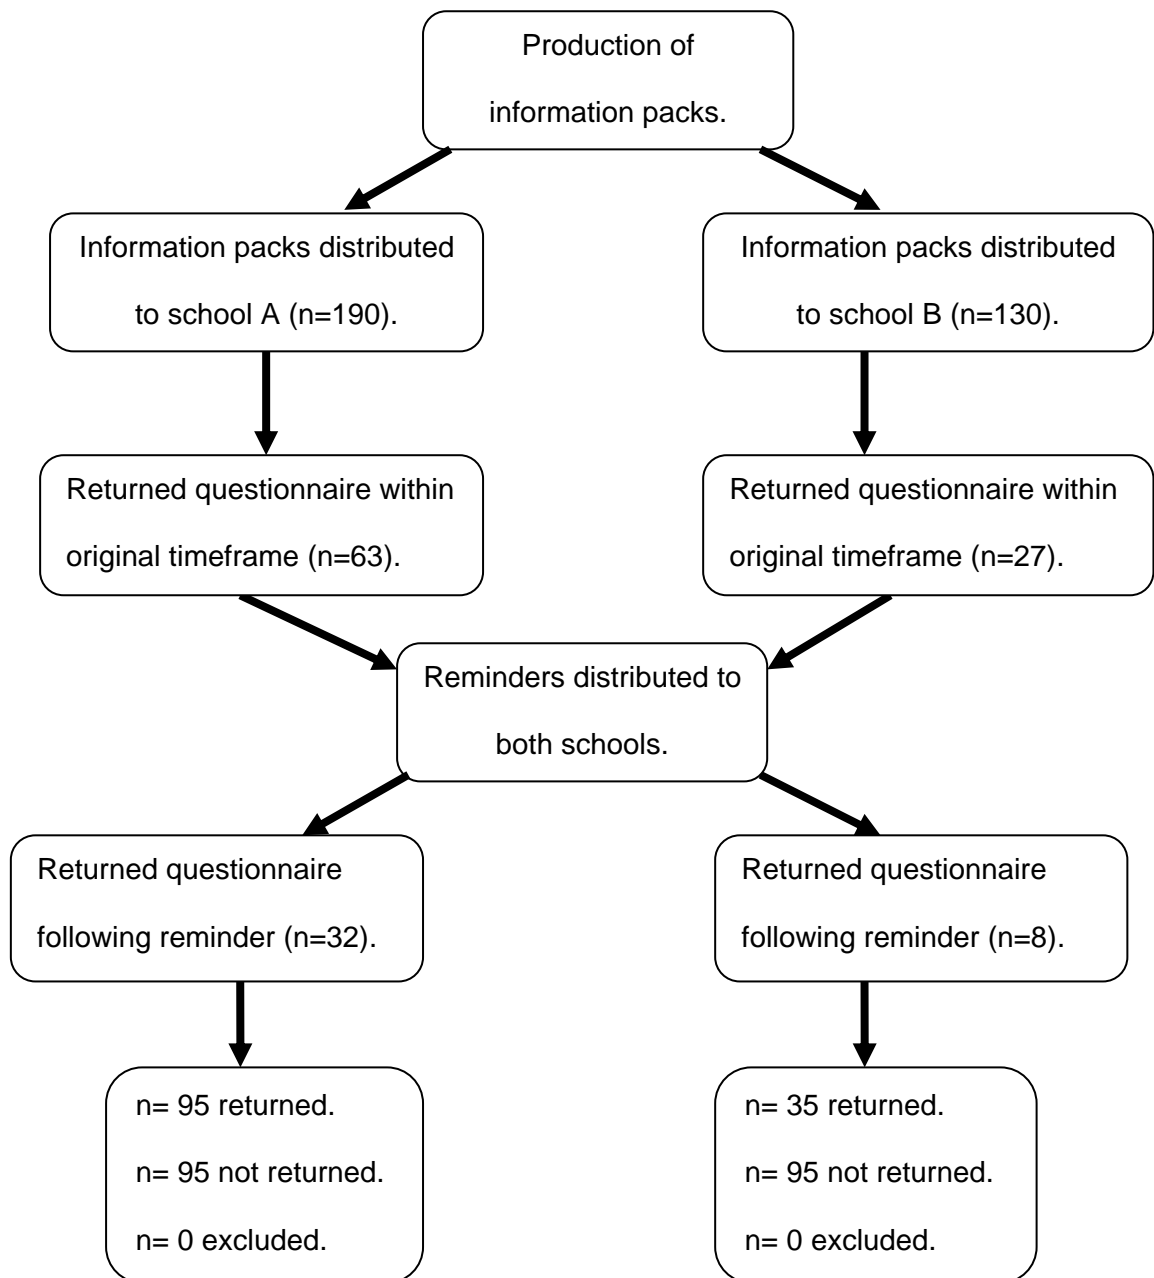 Production of
information packs.
Information packs distributed
to school A (n=190).
Information packs distributed
to school B (n=130).
Returned questionnaire within
original timeframe (n=63).
Returned questionnaire within
original timeframe (n=27).
Reminders distributed to
both schools.
Returned questionnaire
following reminder (n=32).
Returned questionnaire
following reminder (n=8).
n= 95 returned.
n= 95 not returned.
n= 0 excluded.
n= 35 returned.
n= 95 not returned.
n= 0 excluded.